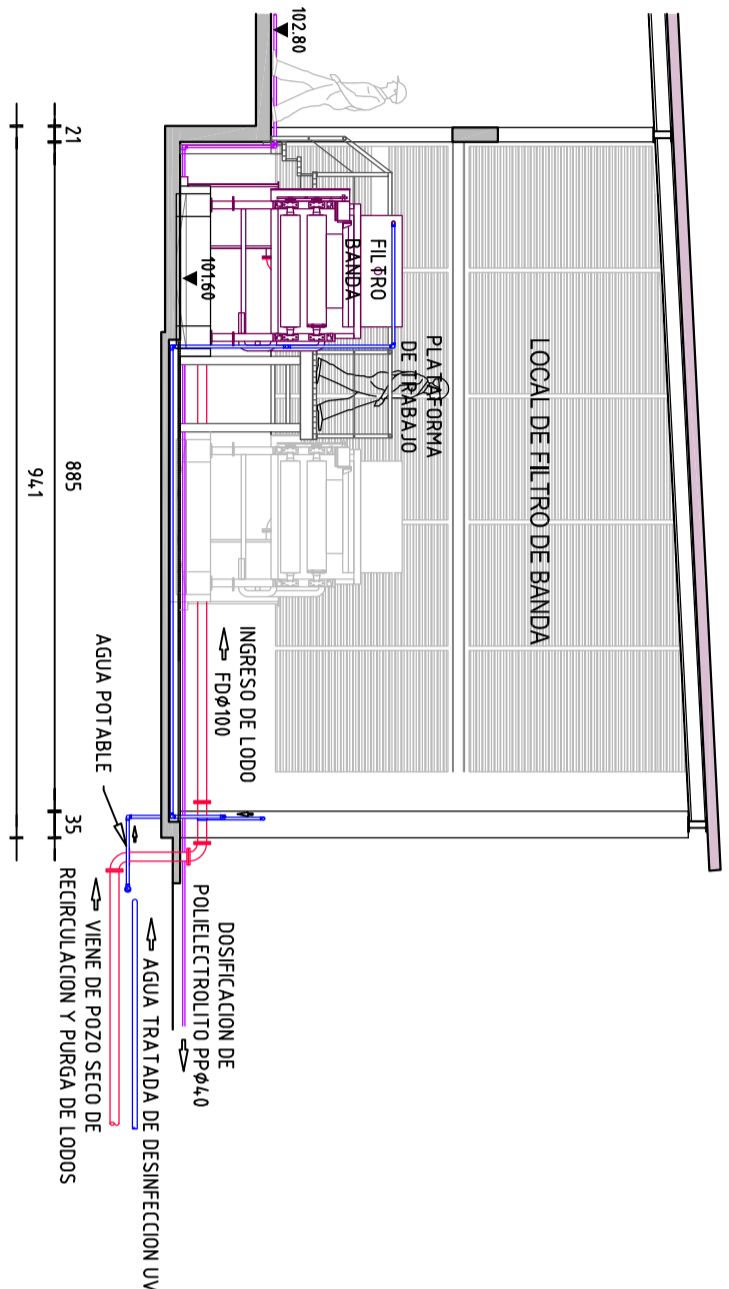 LOCAL DE FILTRO DE BANDA
PLATAFORMA
DE TRABAJO
FILTRO
BANDA
102.80
101.60
INGRESO DE LODO
FDϕ100
DOSIFICACION DE
POLIELECTROLITO PPϕ40
AGUA TRATADA DE DESINFECCION UV
AGUA POTABLE
VIENE DE POZO SECO DE
RECIRCULACION Y PURGA DE LODOS
21
885
35
941